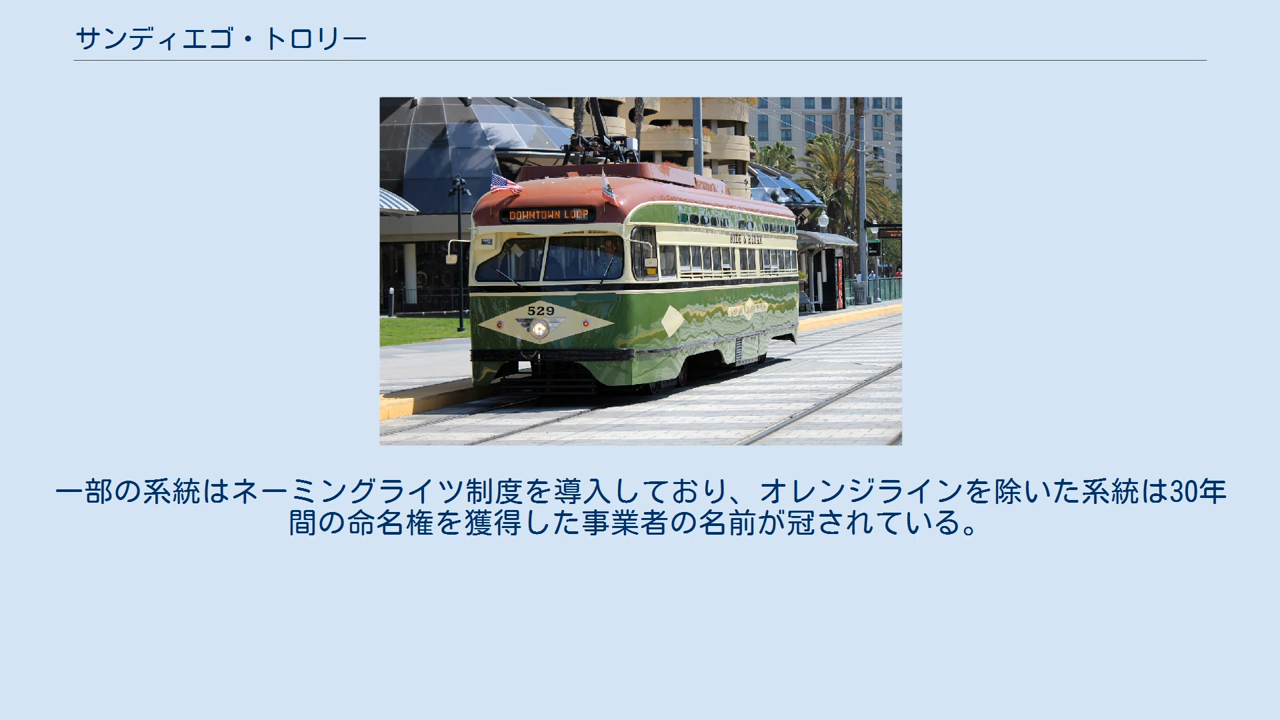 サンディエゴ・トロリー
DOWNTOWN LOOP
529
一部の系統はネーミングライツ制度を導入しており、オレンジラインを除いた系統は30年
間の命名権を獲得した事業者の名前が冠されている。